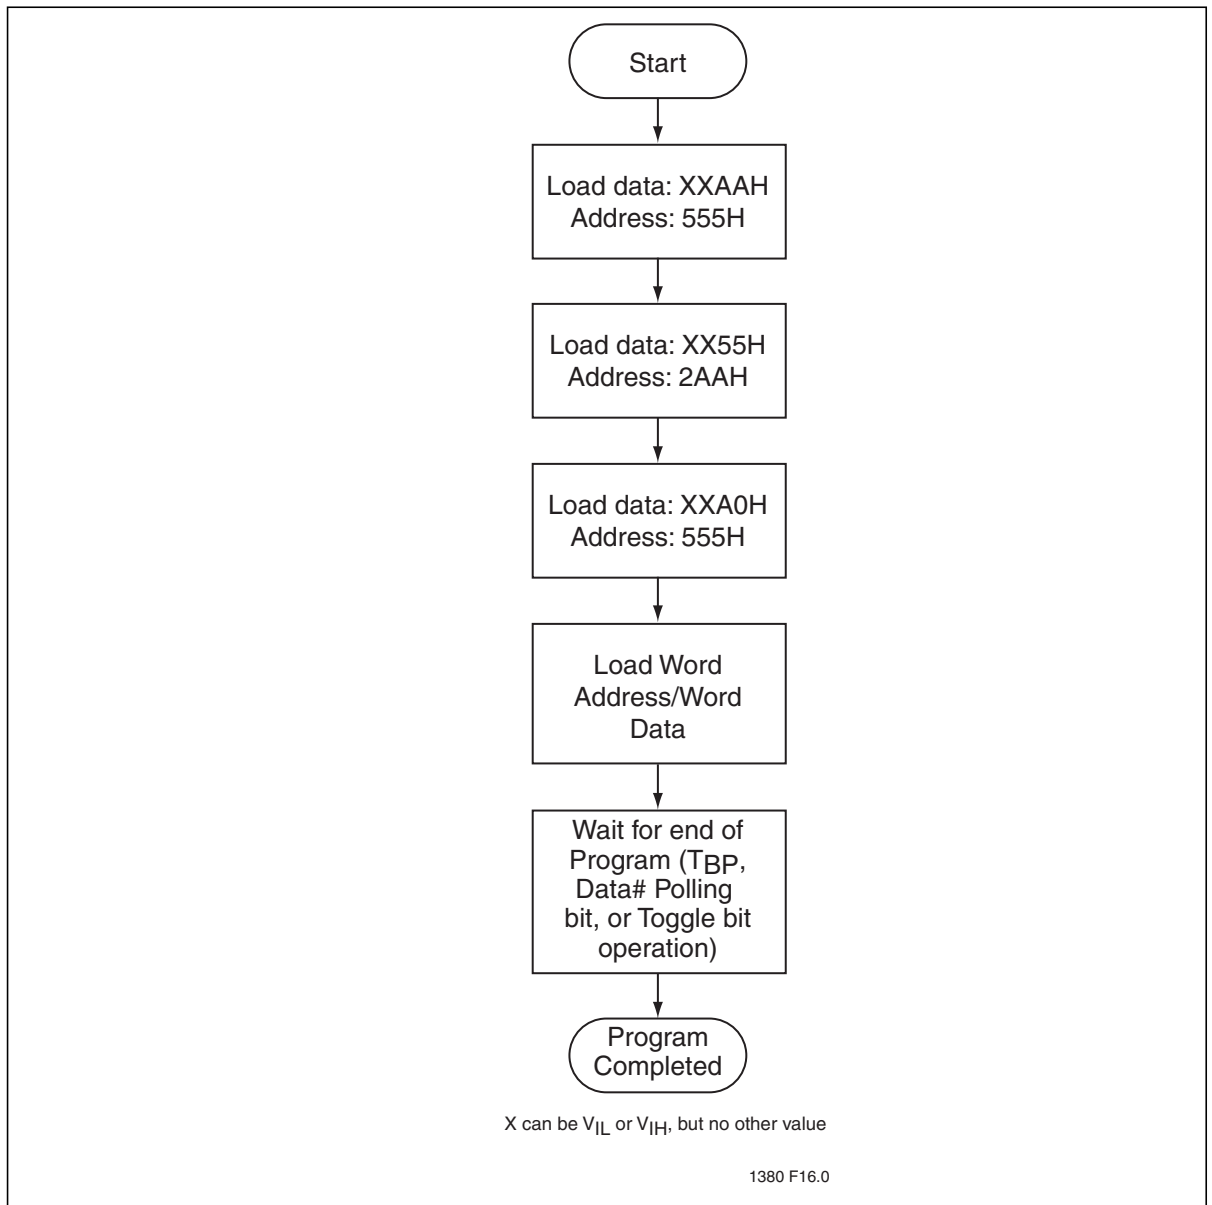 Start
Load data: XXAAH
Address: 555H
Load data: XX55H
Address: 2AAH
Load data: XXA0H
Address: 555H
Load Word
Address/Word
Data
Wait for end of
Program (TBP,
Data# Polling
bit, or Toggle bit
operation)
Program
Completed
X can be VIL or VIH, but no other value
1380 F16.0